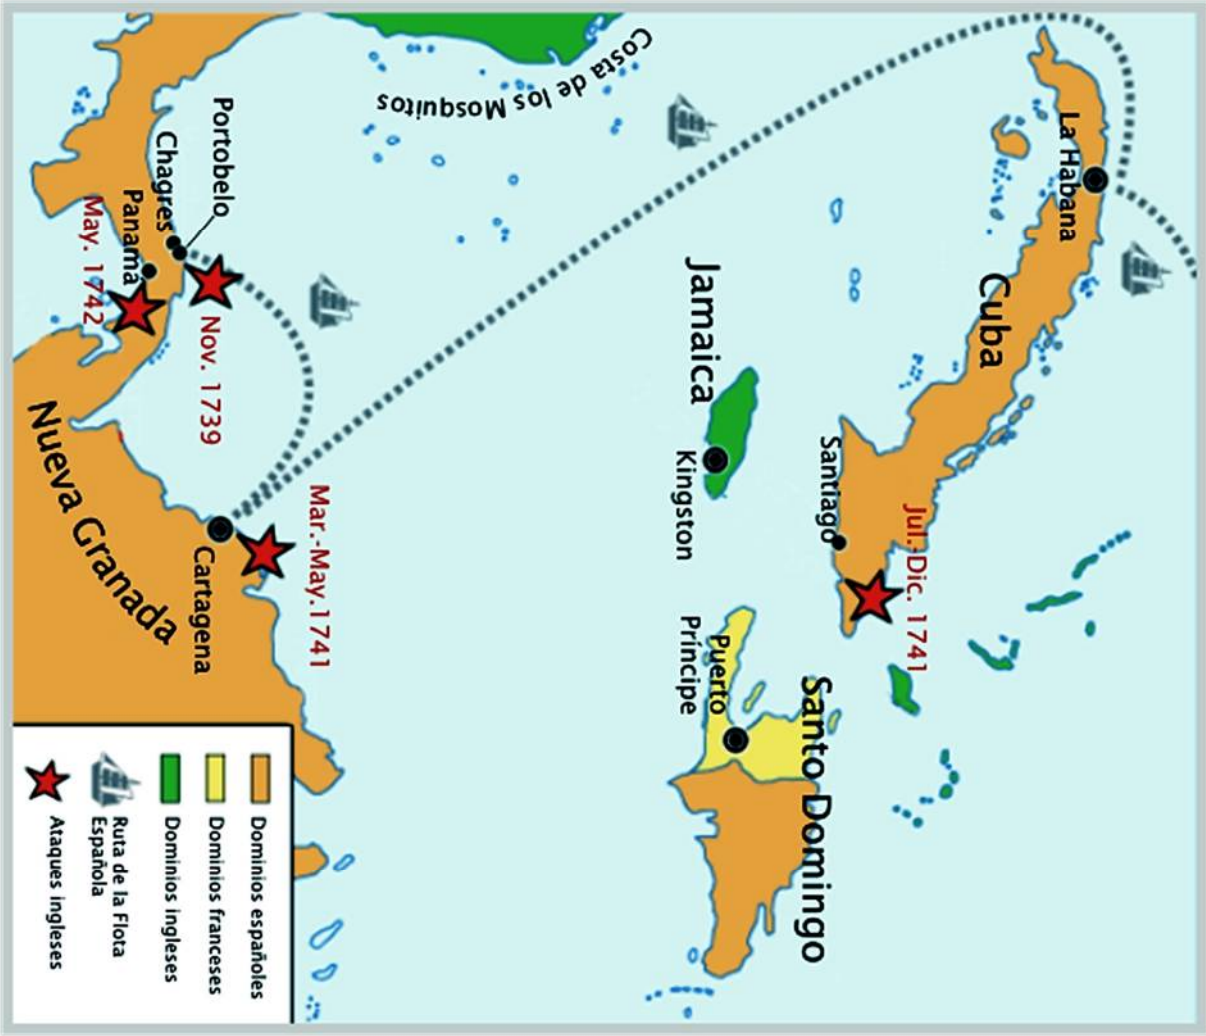 La Habana
Cuba
Santiago
Jul.-Dic. 1741
Santo Domingo
Puerto
Príncipe
Jamaica
Kingston
Costa de los Mosquitos
Portobelo
Chagres
Panamá
May. 1742
Nov. 1739
Mar.-May.1741
Cartagena
Nueva Granada
Dominios españoles
Dominios franceses
Dominios ingleses
Ruta de la Flota
Española
Ataques ingleses